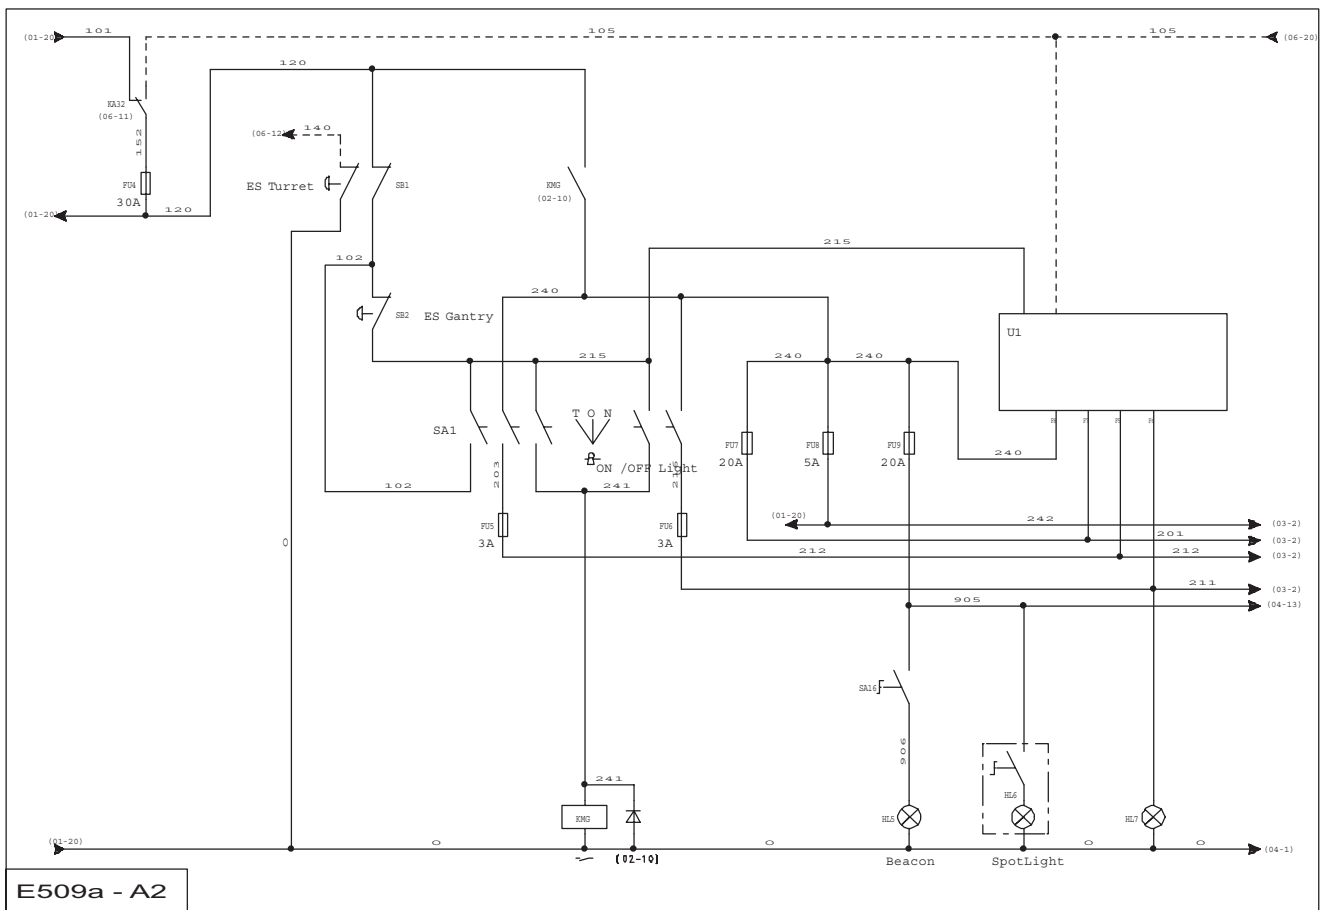 101 105 105
(01-20) (06-20)
120
KA32
(06-11)
(06-12) 140
152
ES Turret SB1 KMG
FU4 (02-10)
30A
(01-20) 120
215
102
240
SB2 ES Gantry U1
215 240 240
T O N
SA1
FU7 FU8 FU9
20A 5A 20A
240
203 ON /OFF Light
102 241
(01-20) 242 (03-2)
FU5 FU6
3A 3A
201 (03-2)
0
212 212 (03-2)
211 (03-2)
905 (04-13)
SA16
906
241
HL6
KMG HL5 HL7
(01-20) 0 0 0 0 (04-1)
(02-10)
Beacon SpotLight
E509a - A2